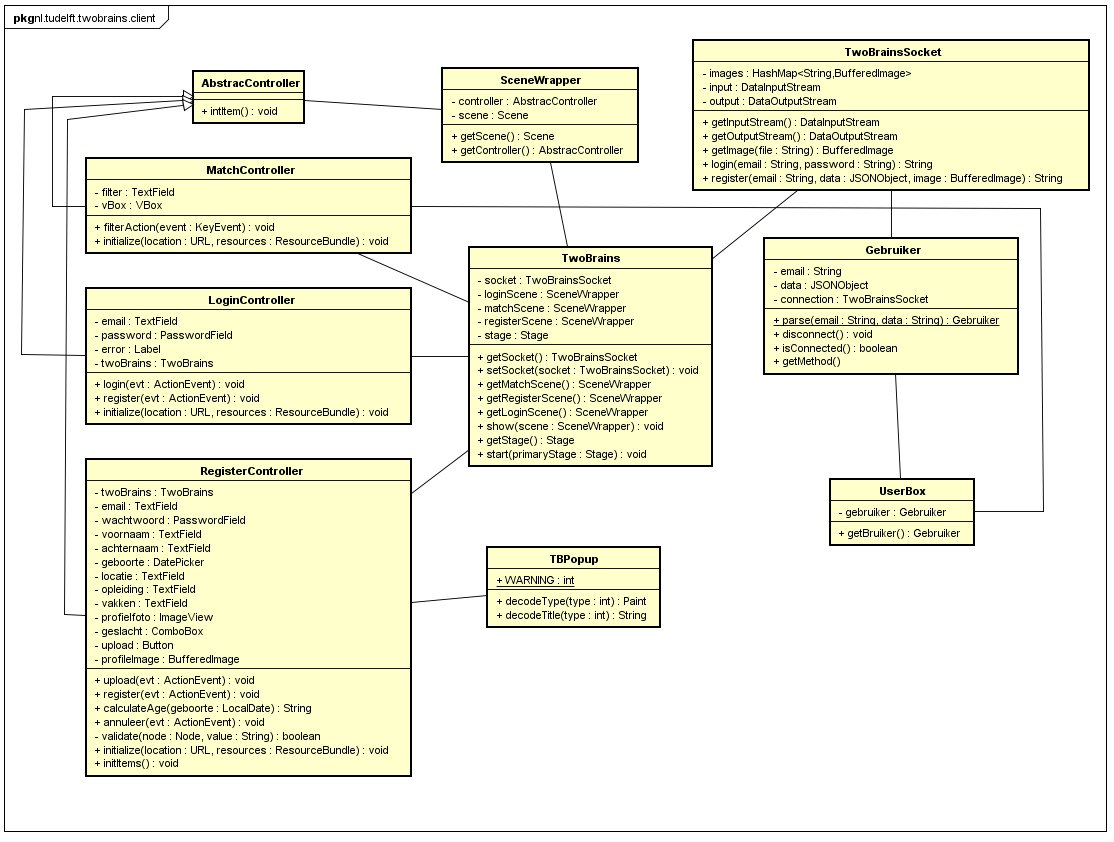 pkgnl.tudelft.twobrains.client
AbstracController
+ intItem() : void
SceneWrapper
- controller : AbstracController
- scene : Scene
+ getScene() : Scene
+ getController() : AbstracController
TwoBrainsSocket
- images : HashMap<String,BufferedImage>
- input : DataInputStream
- output : DataOutputStream
+ getInputStream() : DataInputStream
+ getOutputStream() : DataOutputStream
+ getImage(file : String) : BufferedImage
+ login(email : String, password : String) : String
+ register(email : String, data : JSONObject, image : BufferedImage) : String
MatchController
- filter : TextField
- vBox : VBox
+ filterAction(event : KeyEvent) : void
+ initialize(location : URL, resources : ResourceBundle) : void
TwoBrains
- socket : TwoBrainsSocket
- loginScene : SceneWrapper
- matchScene : SceneWrapper
- registerScene : SceneWrapper
- stage : Stage
+ getSocket() : TwoBrainsSocket
+ setSocket(socket : TwoBrainsSocket) : void
+ getMatchScene() : SceneWrapper
+ getRegisterScene() : SceneWrapper
+ getLoginScene() : SceneWrapper
+ show(scene : SceneWrapper) : void
+ getStage() : Stage
+ start(primaryStage : Stage) : void
Gebruiker
- email : String
- data : JSONObject
- connection : TwoBrainsSocket
+ parse(email : String, data : String) : Gebruiker
+ disconnect() : void
+ isConnected() : boolean
+ getMethod()
LoginController
- email : TextField
- password : PasswordField
- error : Label
- twoBrains : TwoBrains
+ login(evt : ActionEvent) : void
+ register(evt : ActionEvent) : void
+ initialize(location : URL, resources : ResourceBundle) : void
RegisterController
- twoBrains : TwoBrains
- email : TextField
- wachtwoord : PasswordField
- voornaam : TextField
- achternaam : TextField
- geboorte : DatePicker
- locatie : TextField
- opleiding : TextField
- vakken : TextField
- profielfoto : ImageView
- geslacht : ComboBox
- upload : Button
- profileImage : BufferedImage
+ upload(evt : ActionEvent) : void
+ register(evt : ActionEvent) : void
+ calculateAge(geboorte : LocalDate) : String
+ annuleer(evt : ActionEvent) : void
- validate(node : Node, value : String) : boolean
+ initialize(location : URL, resources : ResourceBundle) : void
+ initItems() : void
UserBox
- gebruiker : Gebruiker
+ getBruiker() : Gebruiker
TBPopup
+ WARNING : int
+ decodeType(type : int) : Paint
+ decodeTitle(type : int) : String